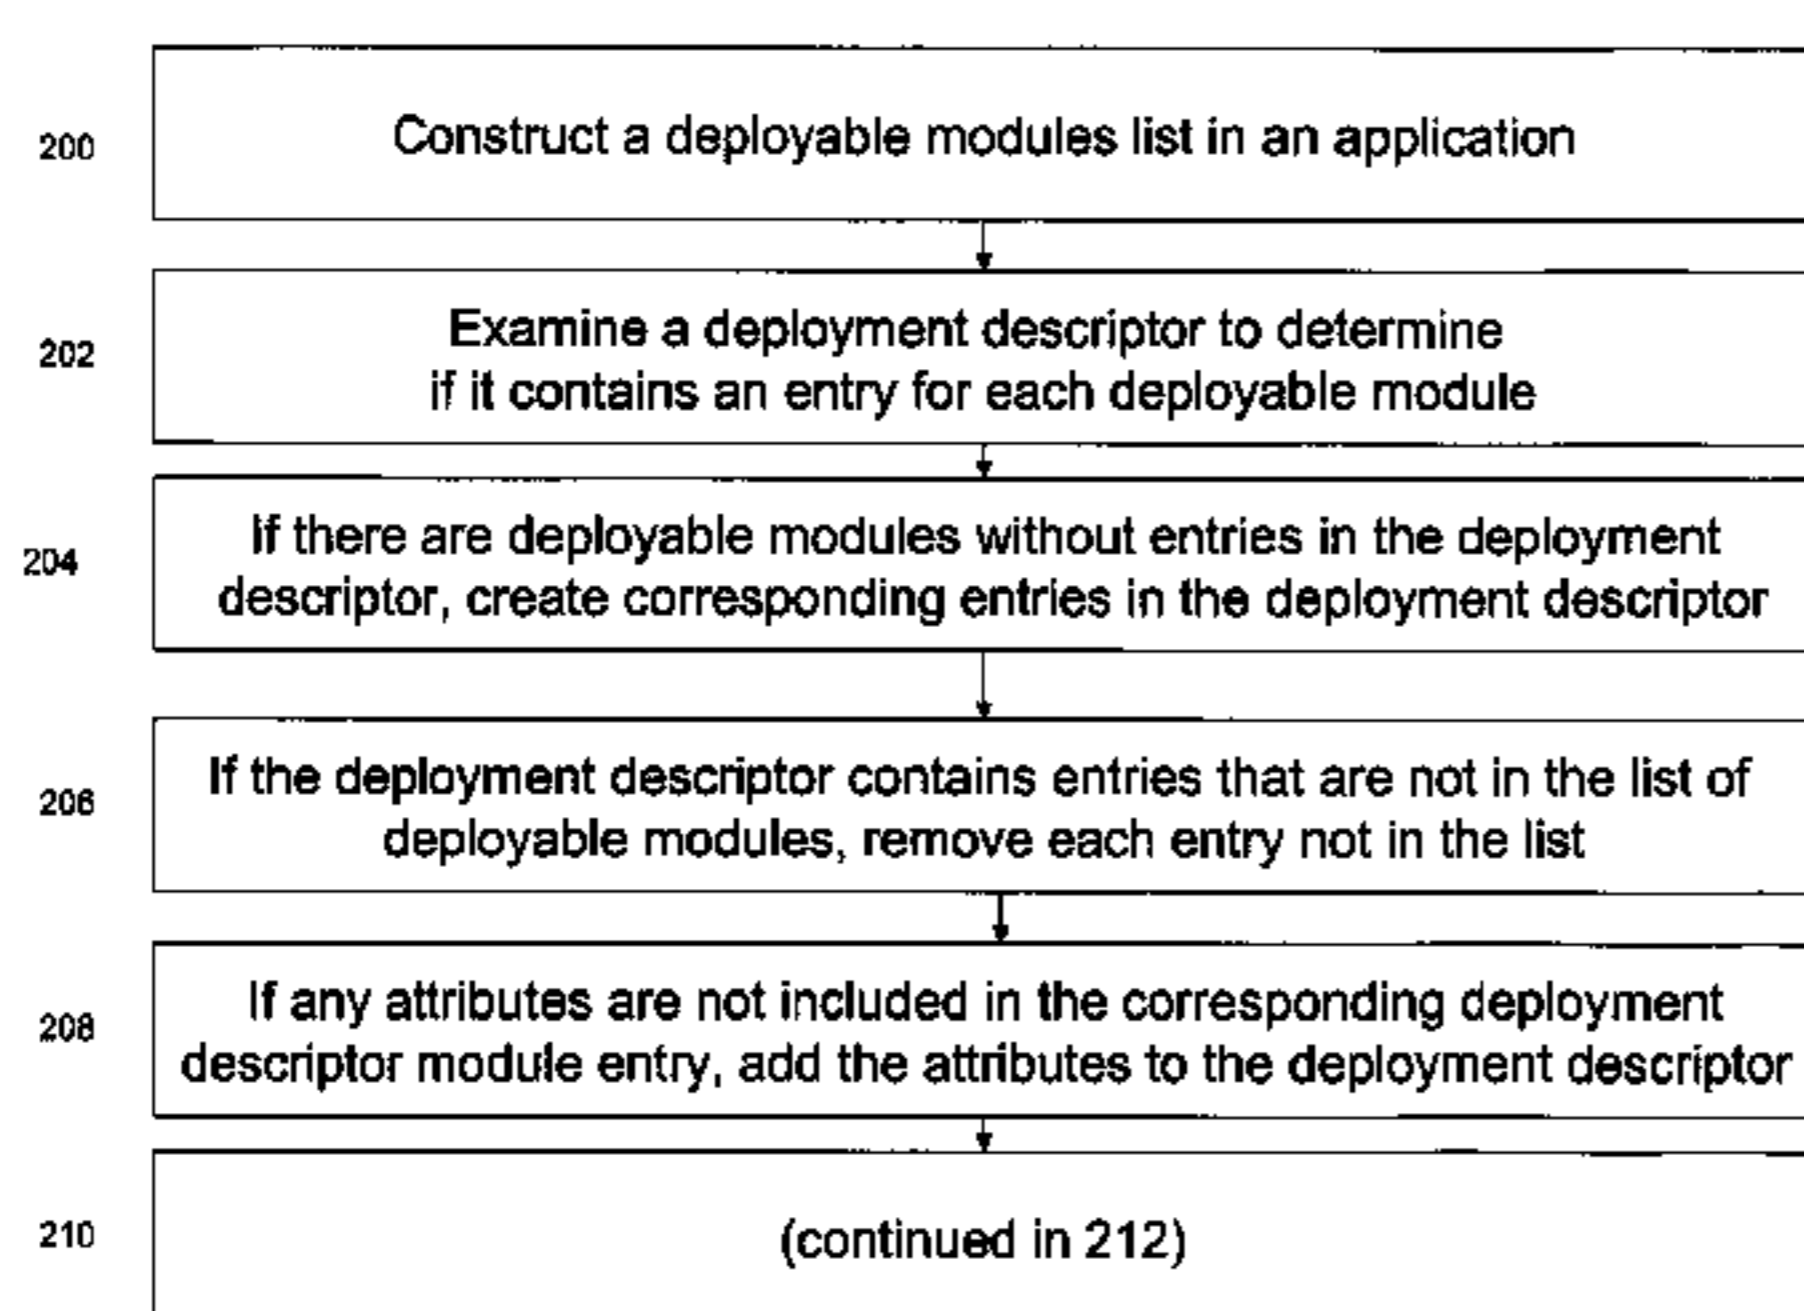 200
Construct a deployable modules list in an application
202
Examine a deployment descriptor to determine
if it contains an entry for each deployable module
204
If there are deployable modules without entries in the deployment
descriptor, create corresponding entries in the deployment descriptor
206
If the deployment descriptor contains entries that are not in the list of
deployable modules, remove each entry not in the list
208
If any attributes are not included in the corresponding deployment
descriptor module entry, add the attributes to the deployment descriptor
210
(continued in 212)